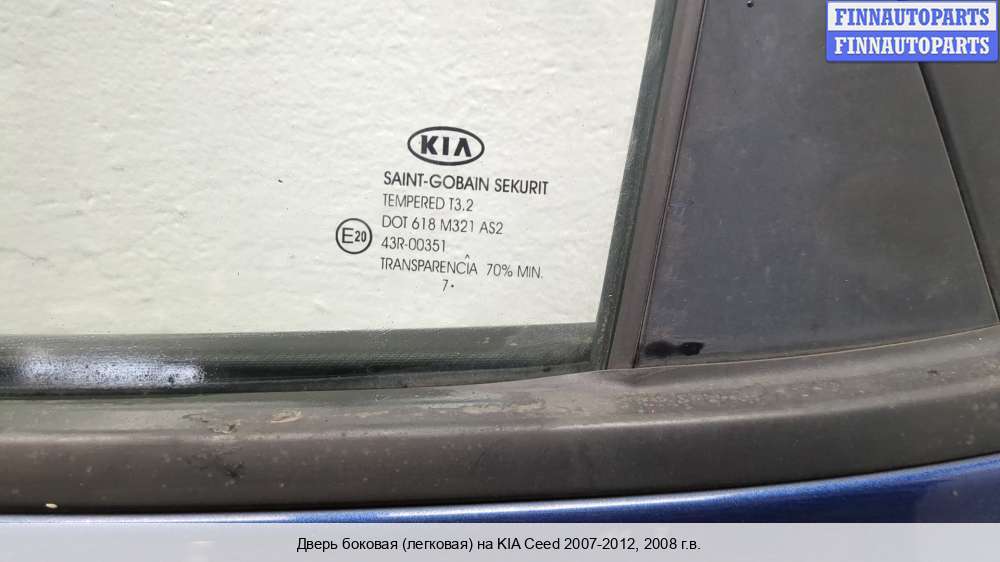 FINNAUTOPARTS
FINNAUTOPARTS
KIA
SAINT-GOBAIN SEKURIT
TEMPERED T3.2
DOT 618 M321 AS2
E20
43R-00351
TRANSPARENCIA 70% MIN.
7·
Дверь боковая (легковая) на KIA Ceed 2007-2012, 2008 г.в.